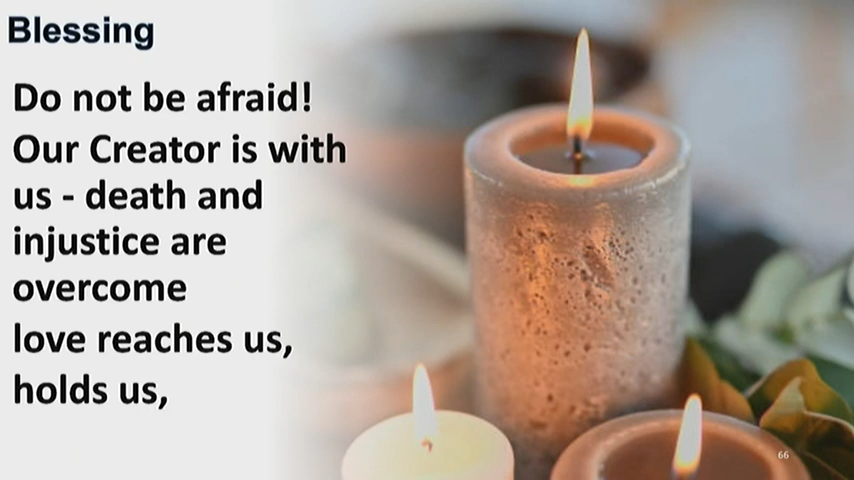 Blessing
Do not be afraid!
Our Creator is with
us - death and
injustice are
overcome
love reaches us,
holds us,
66